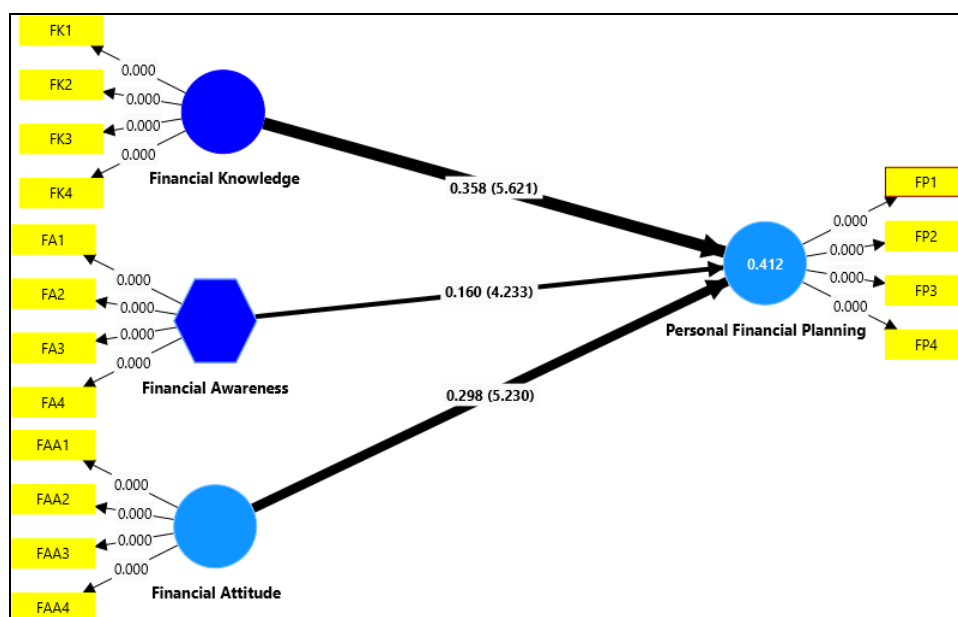 FK1
0.000
FK2
0.000
FK3
0.000
FK4
0.000
Financial Knowledge
FA1
0.000
FA2
0.000
FA3
0.000
FA4
0.000
Financial Awareness
FAA1
0.000
FAA2
0.000
FAA3
0.000
FAA4
0.000
Financial Attitude
0.358 (5.621)
0.160 (4.233)
0.298 (5.230)
0.412
Personal Financial Planning
FP1
0.000
FP2
0.000
FP3
0.000
FP4
0.000